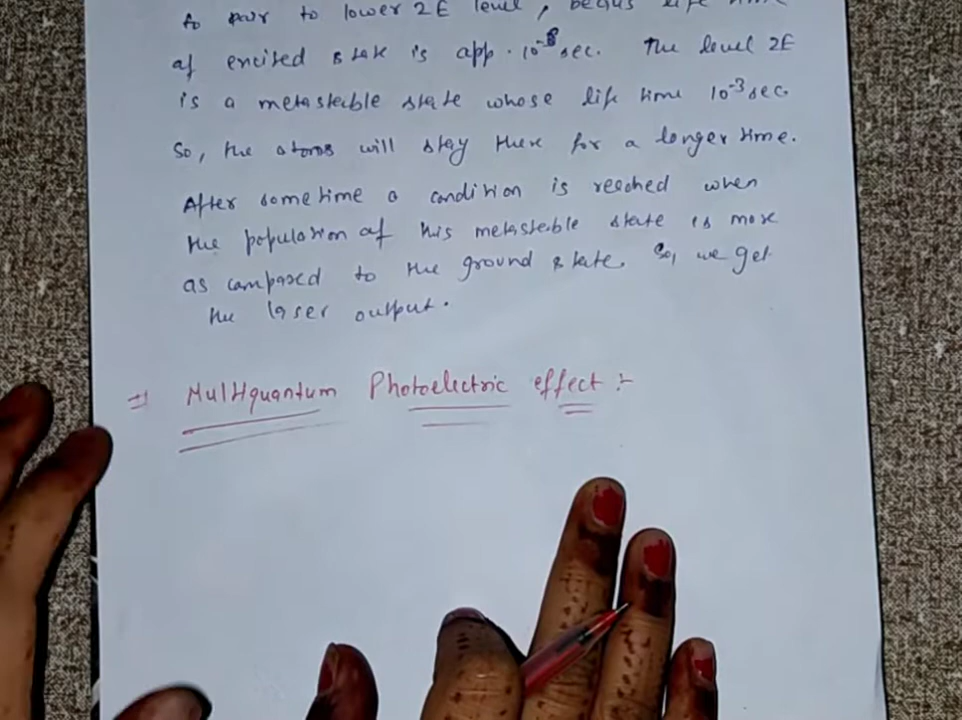 to lower 2E level,
of excited state is app. 10⁻⁸ sec. The level 2E
is a metastable state whose life time 10⁻³ sec.
So, the atoms will stay there for a longer time.
After some time a condition is reached when
the population of this metastable state is more
as compared to the ground state. So, we get
the laser output.
⇒ Multiquantum Photoelectric effect :-